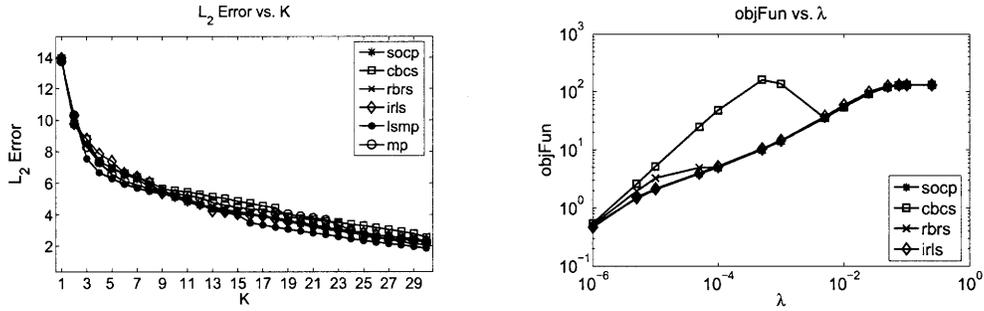 L2 Error vs. K
L2 Error
14
12
10
8
6
4
2
1 3 5 7 9 11 13 15 17 19 21 23 25 27 29
K
socp
cbcs
rbrs
irls
lsmp
mp
objFun vs. λ
objFun
10^3
10^2
10^1
10^0
10^-1
10^-6 10^-4 10^-2 10^0
λ
socp
cbcs
rbrs
irls